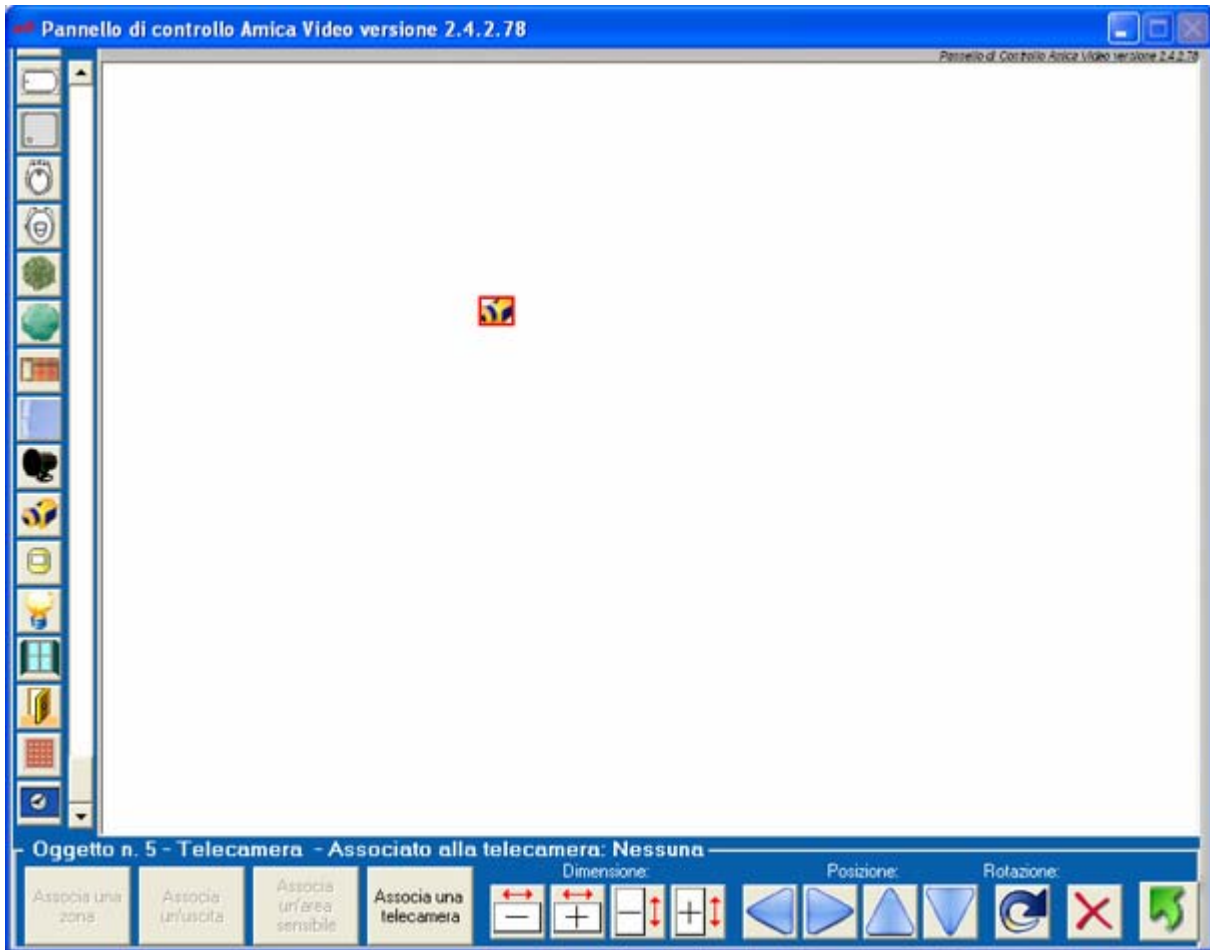 Pannello di controllo Amica Video versione 2.4.2.78
Pannello di Controllo Amica Video versione 2.4.2.78
Oggetto n. 5 - Telecamera - Associato alla telecamera: Nessuna
Dimensione:
Posizione:
Rotazione:
Associa una
zona
Associa
un'uscita
Associa
un'area
sensibile
Associa una
telecamera